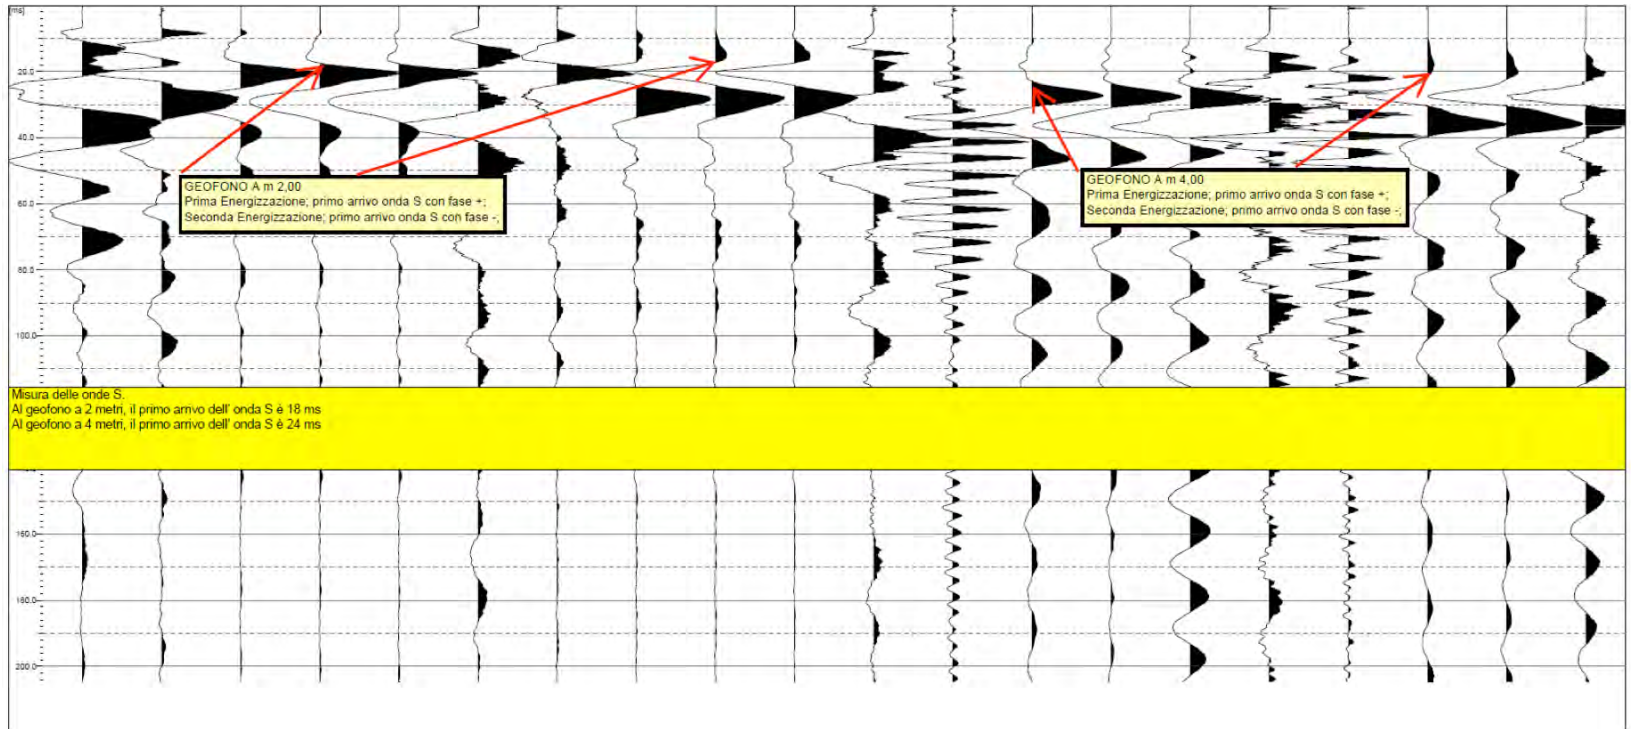 [ms]
20.0
40.0
GEOFONO A m 2,00
Prima Energizzazione; primo arrivo onda S con fase +;
Seconda Energizzazione; primo arrivo onda S con fase -;
GEOFONO A m 4,00
Prima Energizzazione; primo arrivo onda S con fase +;
Seconda Energizzazione; primo arrivo onda S con fase -;
60.0
80.0
100.0
Misura delle onde S.
Al geofono a 2 metri, il primo arrivo dell' onda S è 18 ms
Al geofono a 4 metri, il primo arrivo dell' onda S è 24 ms
160.0
180.0
200.0